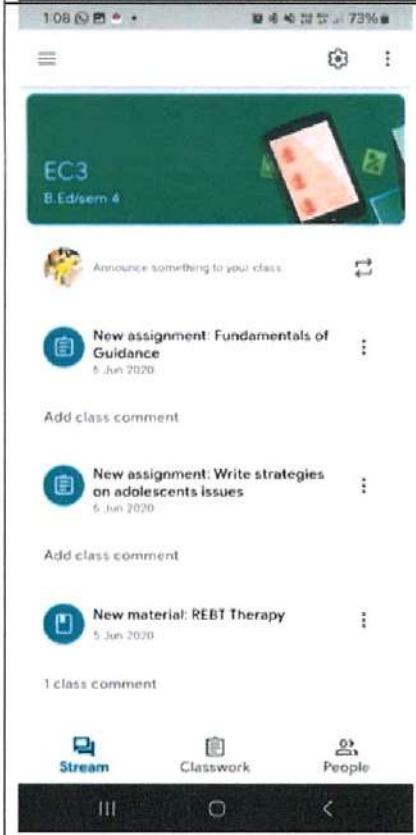 1:08 73%
EC3
B.Ed/sem 4
Announce something to your class
New assignment: Fundamentals of
Guidance
6 Jun 2020
Add class comment
New assignment: Write strategies
on adolescents issues
6 Jun 2020
Add class comment
New material: REBT Therapy
5 Jun 2020
1 class comment
Stream Classwork People